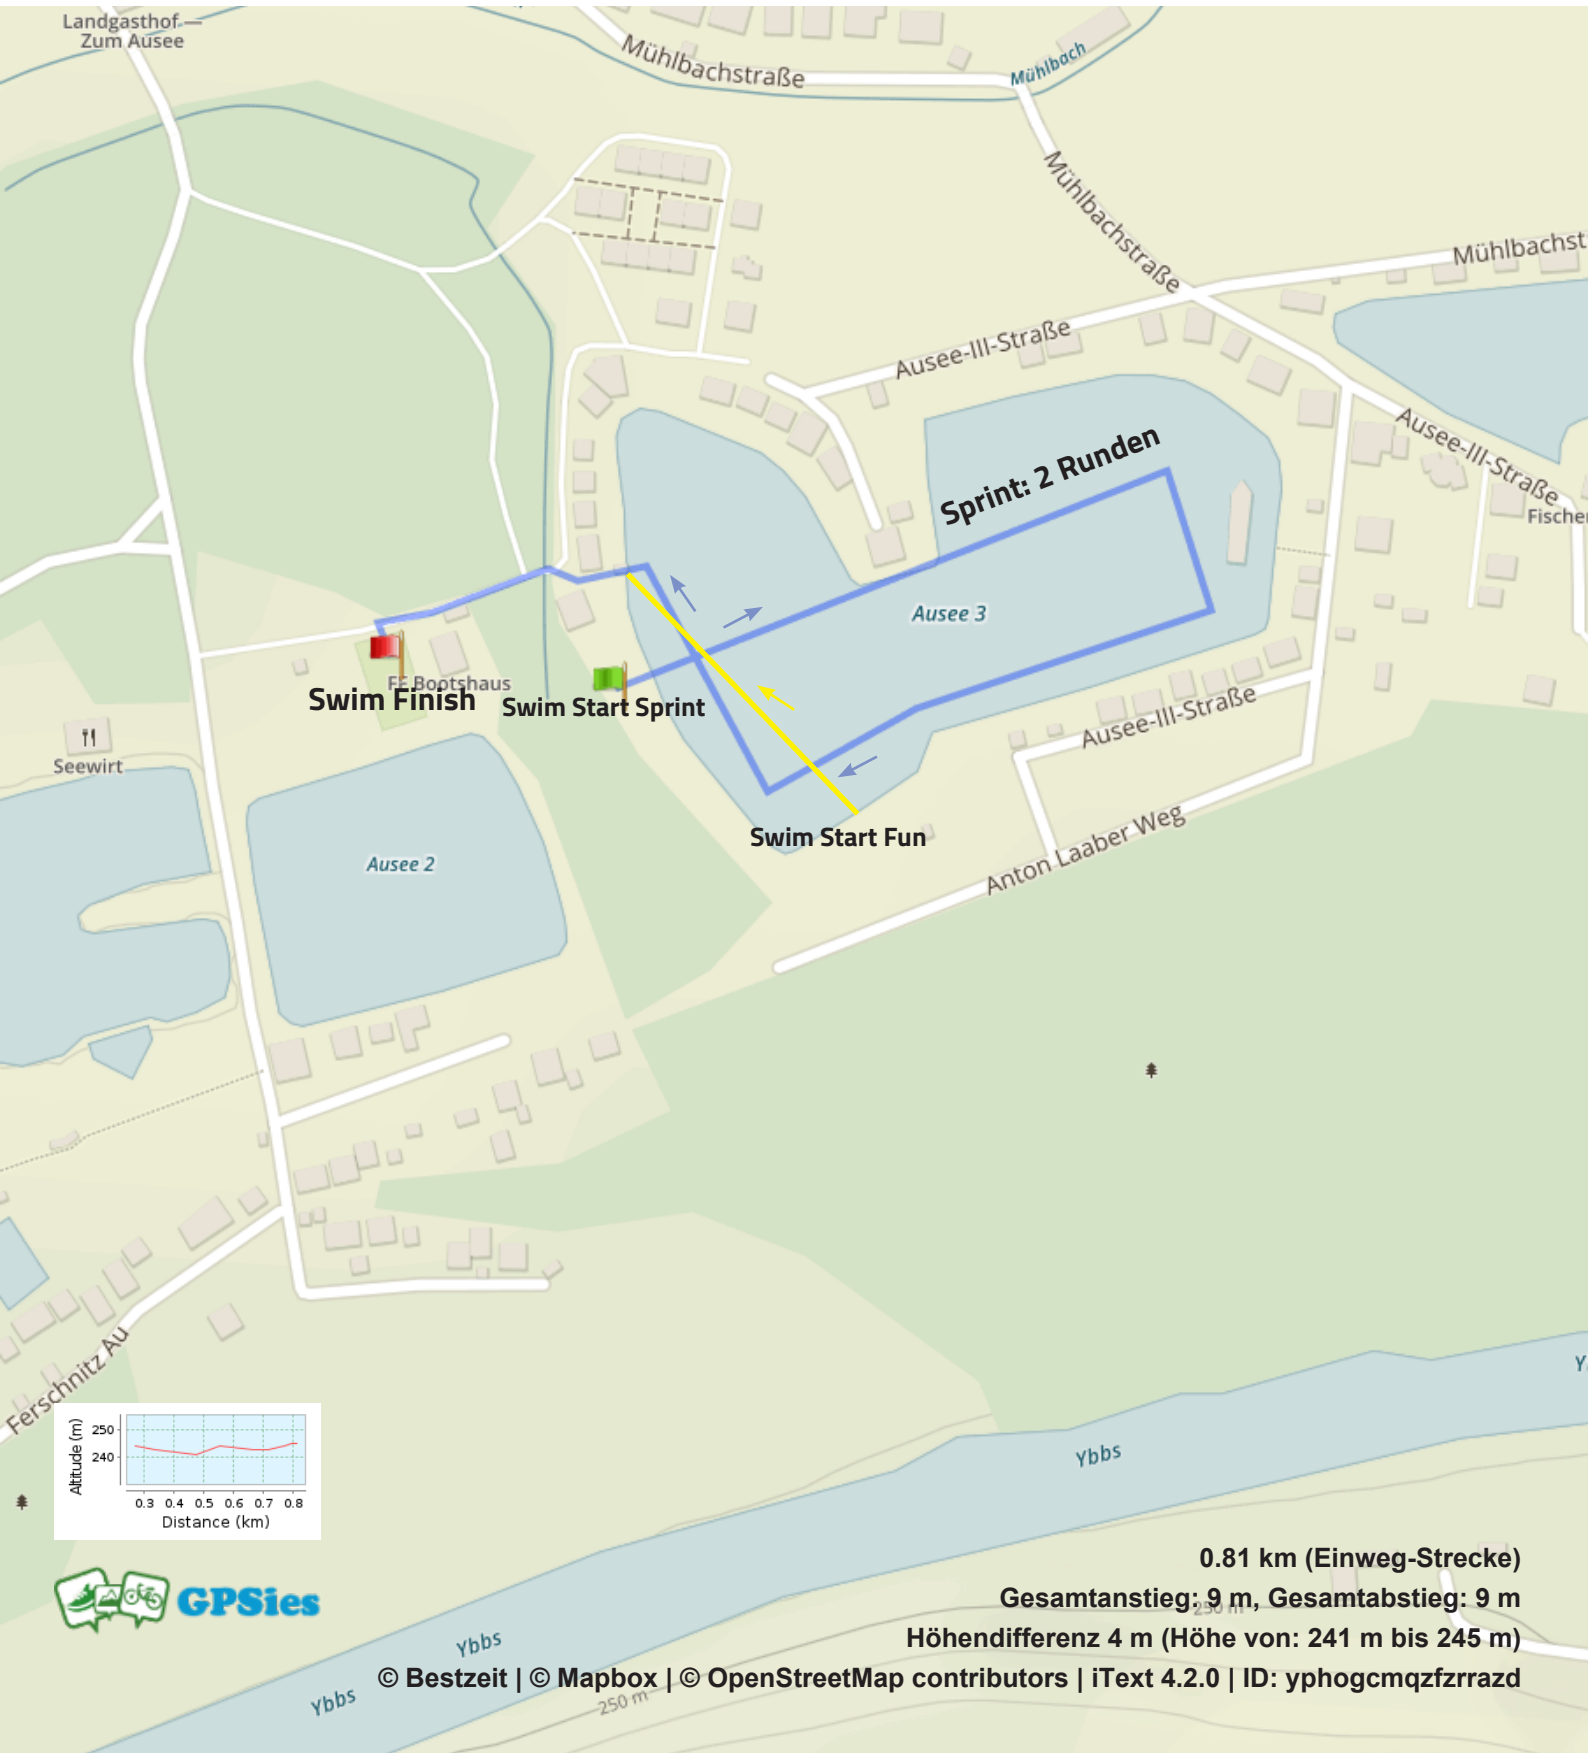 Landgasthof —
Zum Ausee
Mühlbachstraße
Mühlbach
Mühlbachstraße
Mühlbachst
Ausee-III-Straße
Ausee-III-Straße
Sprint: 2 Runden
Fischer
Ausee 3
FF Bootshaus
Swim Finish
Swim Start Sprint
Ausee-III-Straße
Seewirt
Swim Start Fun
Anton Laaber Weg
Ausee 2
Ferschnitz Au
Y
Ybbs
Altitude (m)
250
240
0.3 0.4 0.5 0.6 0.7 0.8
Distance (km)
GPSies
0.81 km (Einweg-Strecke)
Gesamtanstieg: 9 m, Gesamtabstieg: 9 m
250 m
Höhendifferenz 4 m (Höhe von: 241 m bis 245 m)
Ybbs
© Bestzeit | © Mapbox | © OpenStreetMap contributors | iText 4.2.0 | ID: yphogcmqzfzrrazd
Ybbs
250 m